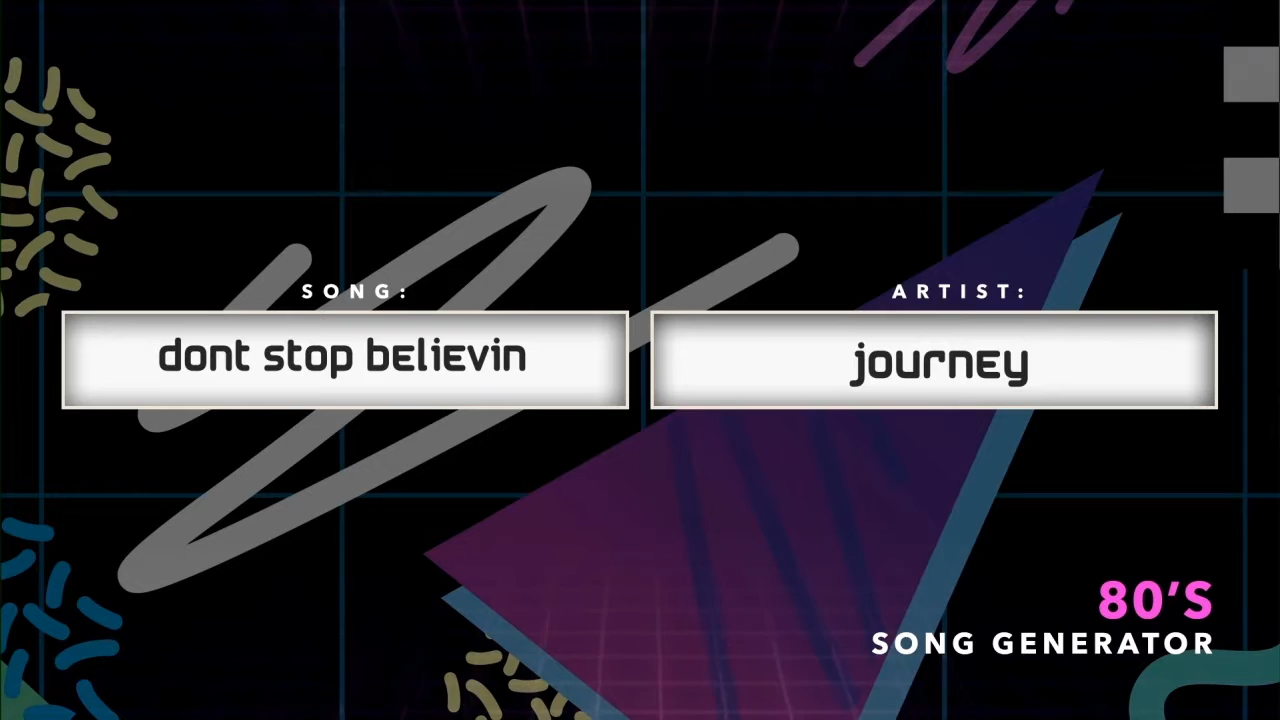 SONG:
dont stop believin
ARTIST:
journey
80'S
SONG GENERATOR